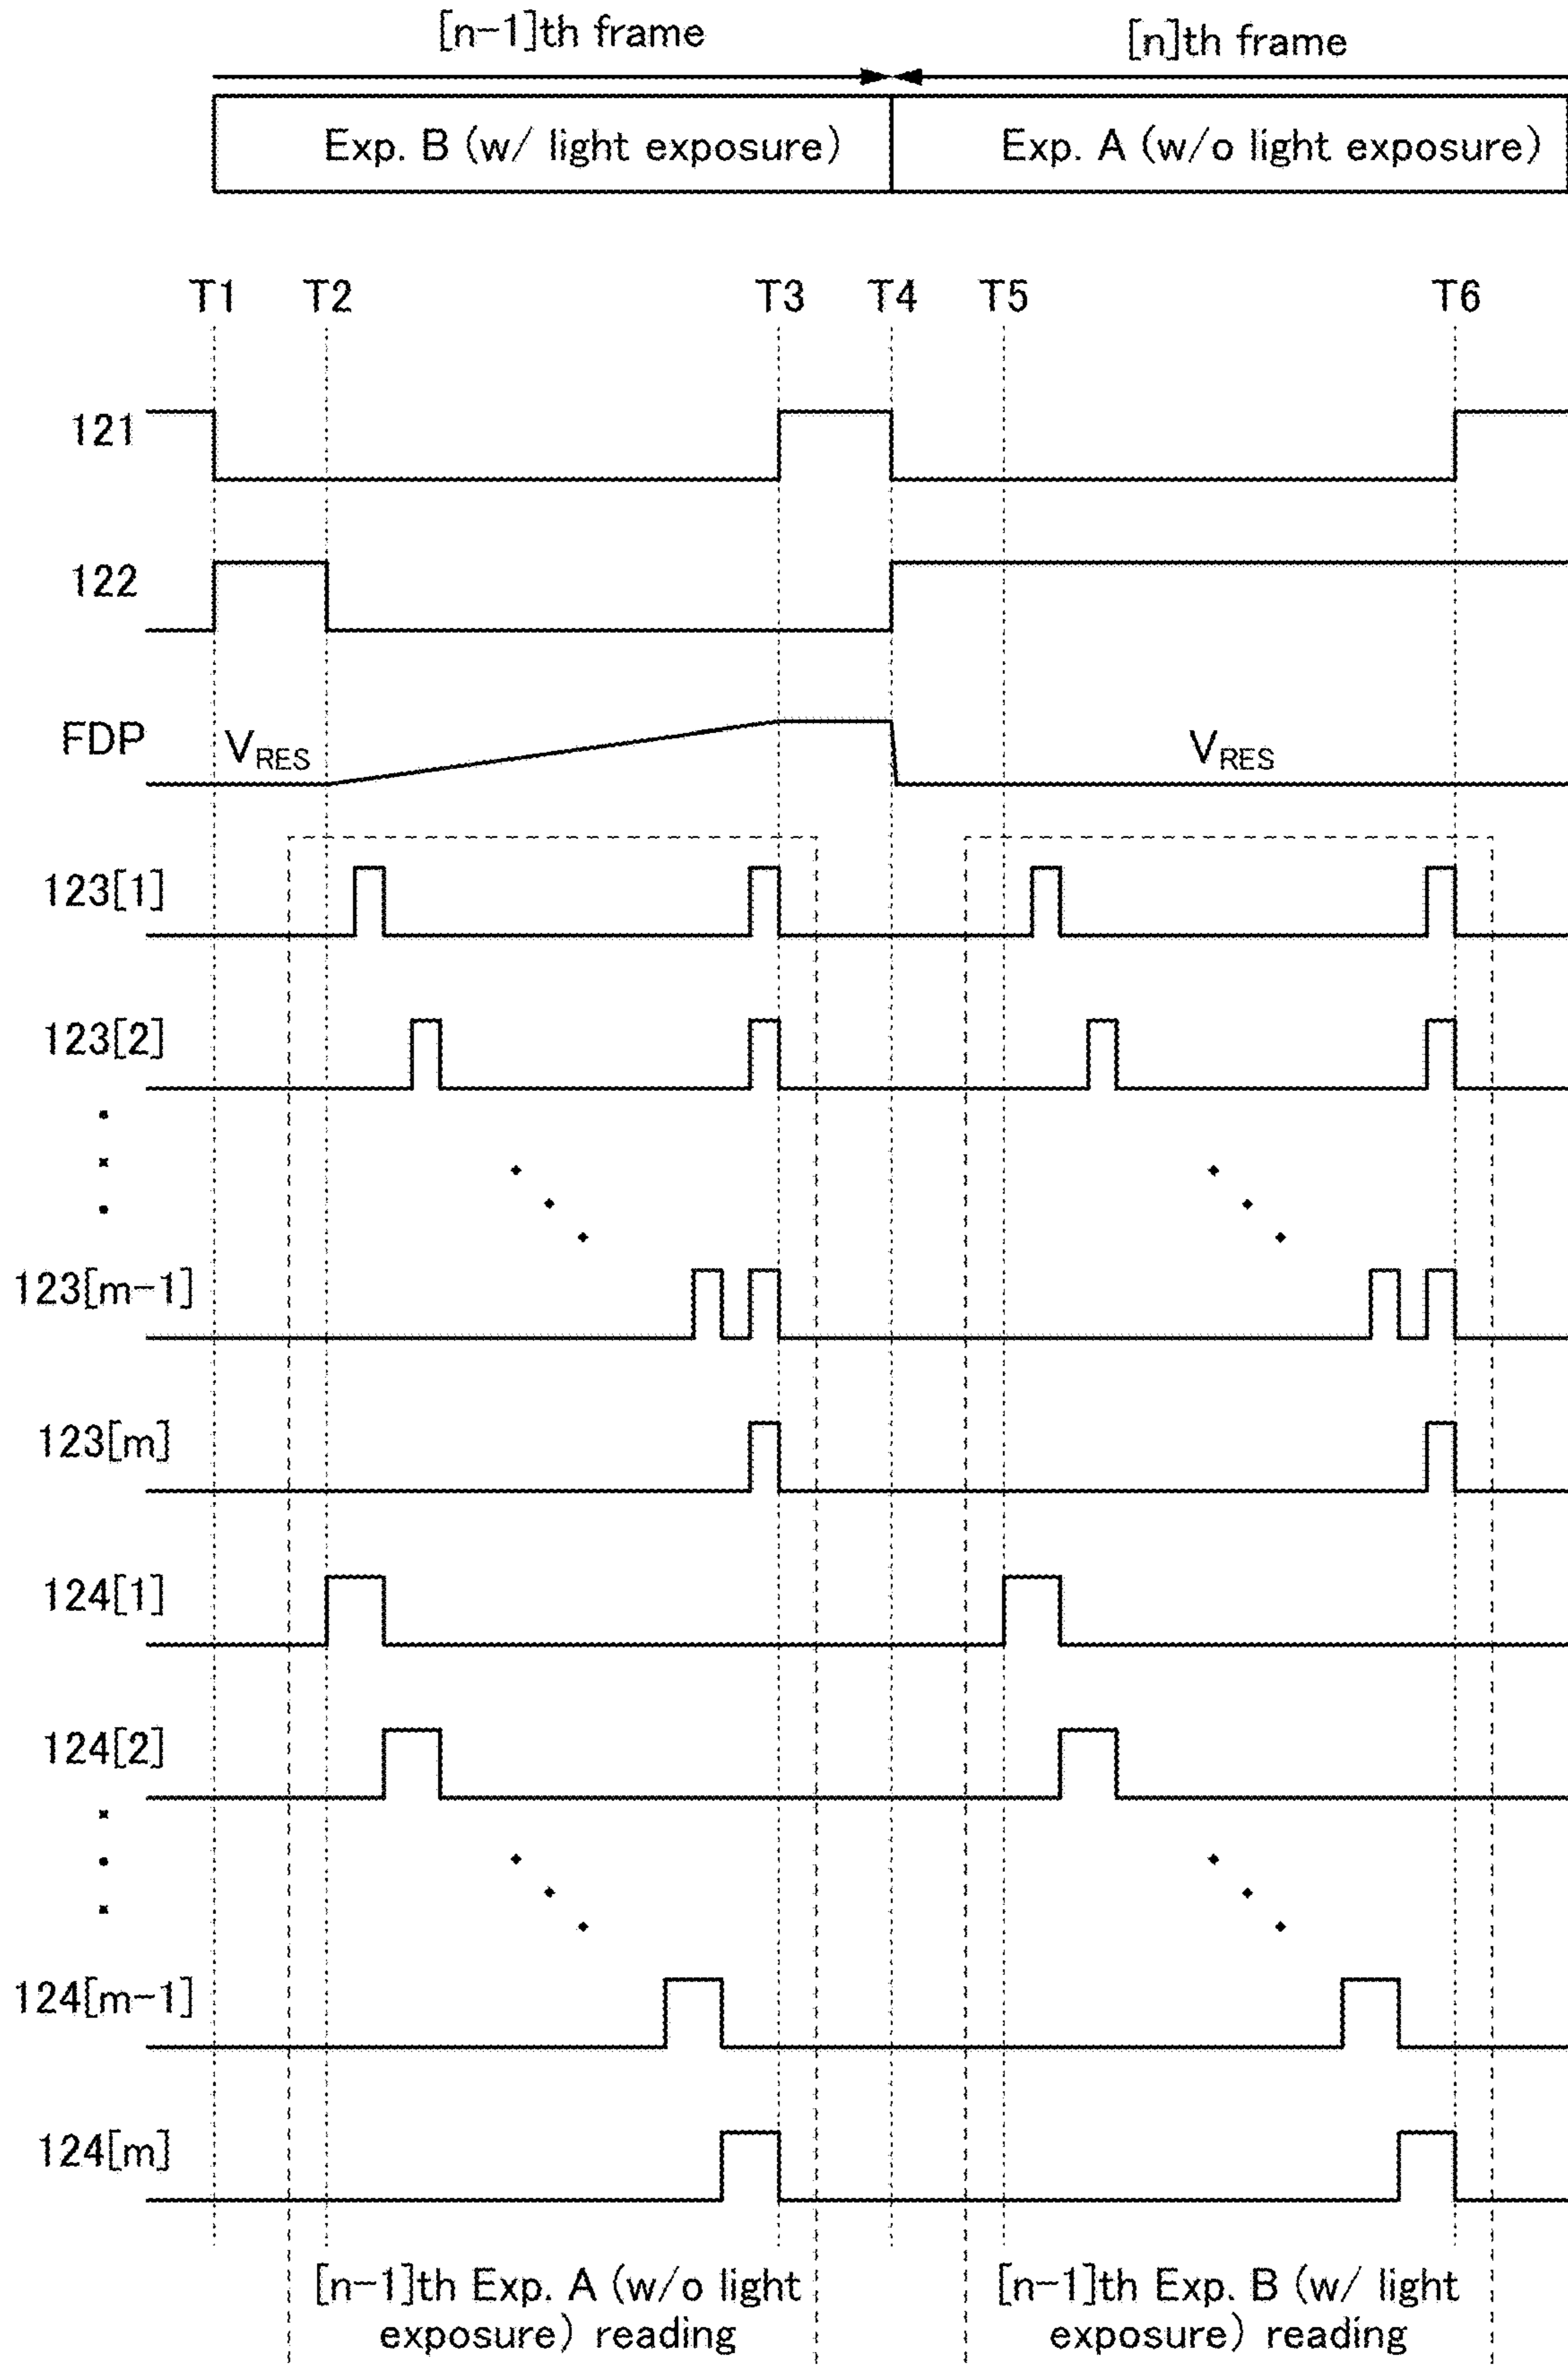 [n-1]th frame
[n]th frame
Exp. B (w/ light exposure)
Exp. A (w/o light exposure)
T1
T2
T3
T4
T5
T6
121
122
FDP
VRES
VRES
123[1]
123[2]
123[m-1]
123[m]
124[1]
124[2]
124[m-1]
124[m]
[n-1]th Exp. A (w/o light
exposure) reading
[n-1]th Exp. B (w/ light
exposure) reading